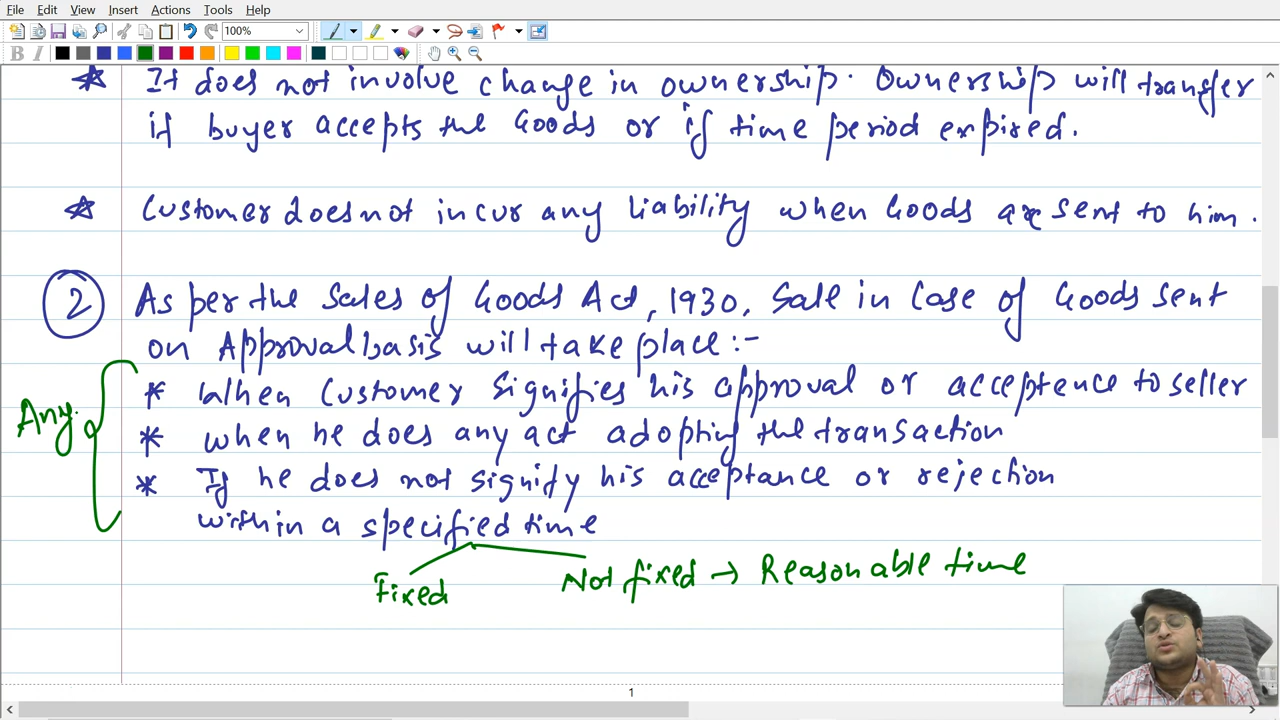 File Edit View Insert Actions Tools Help
100%
B I
* It does not involve change in ownership. Ownership will transfer
if buyer accepts the Goods or if time period expired.
* Customer does not incur any liability when Goods are sent to him.
2 As per the Sales of Goods Act, 1930, Sale in Case of Goods sent
on Approval basis will take place :-
Any.
* When Customer signifies his approval or acceptence to seller
* when he does any act adopting the transaction
* If he does not signify his acceptance or rejection
within a specified time
Fixed Not fixed → Reasonable time
1